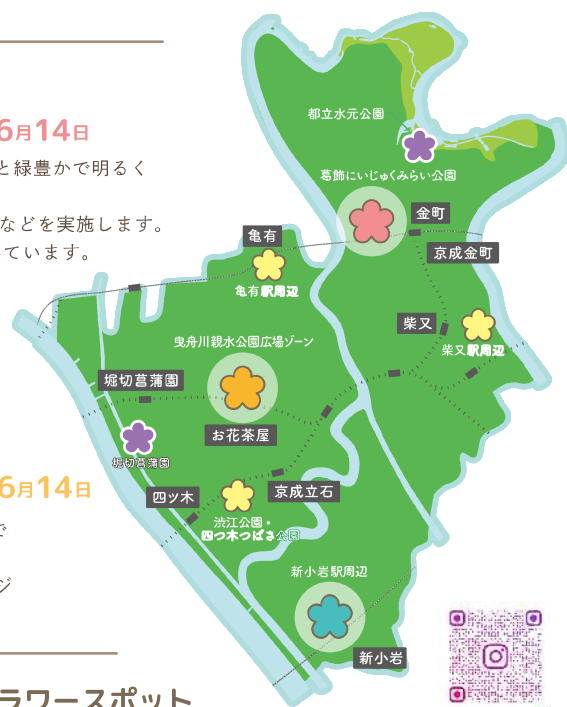 6月14日
と緑豊かで明るく
などを実施します。
っています。
6月14日
で
ジ
ラワースポット
都立水元公園
葛飾にいじゅくみらい公園
金町
京成金町
亀有
亀有駅周辺
柴又
柴又駅周辺
曳舟川親水公園広場ゾーン
堀切菖蒲園
お花茶屋
堀切菖蒲園
四ツ木
京成立石
渋江公園・
四つ木つばさ公園
新小岩駅周辺
新小岩